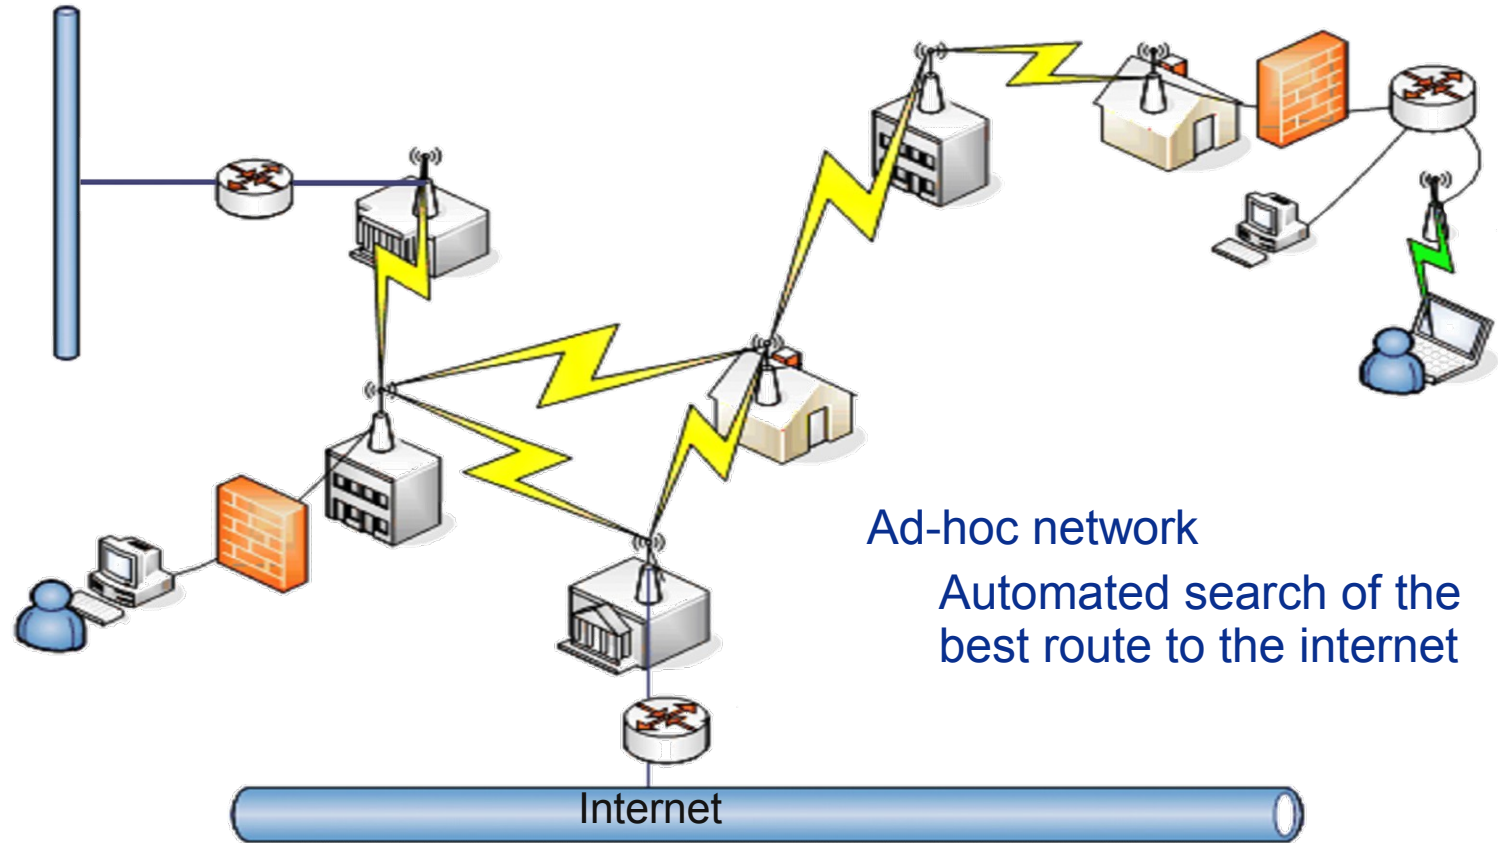 Ad-hoc network
Automated search of the
best route to the internet
Internet